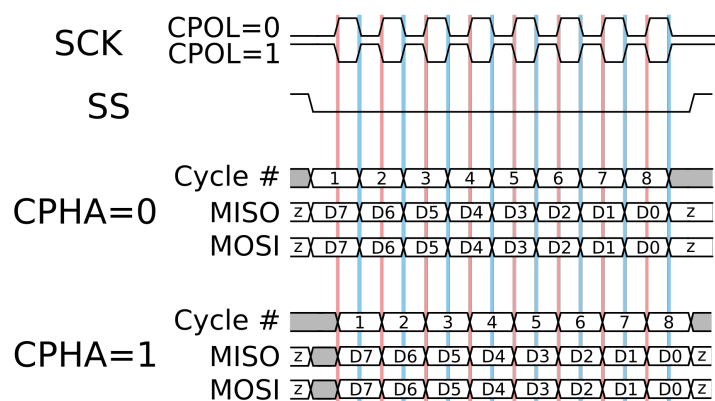 SCK CPOL=0
CPOL=1
SS
Cycle # 1 2 3 4 5 6 7 8
CPHA=0 MISO z D7 D6 D5 D4 D3 D2 D1 D0 z
MOSI z D7 D6 D5 D4 D3 D2 D1 D0 z
Cycle # 1 2 3 4 5 6 7 8
CPHA=1 MISO z D7 D6 D5 D4 D3 D2 D1 D0 z
MOSI z D7 D6 D5 D4 D3 D2 D1 D0 z